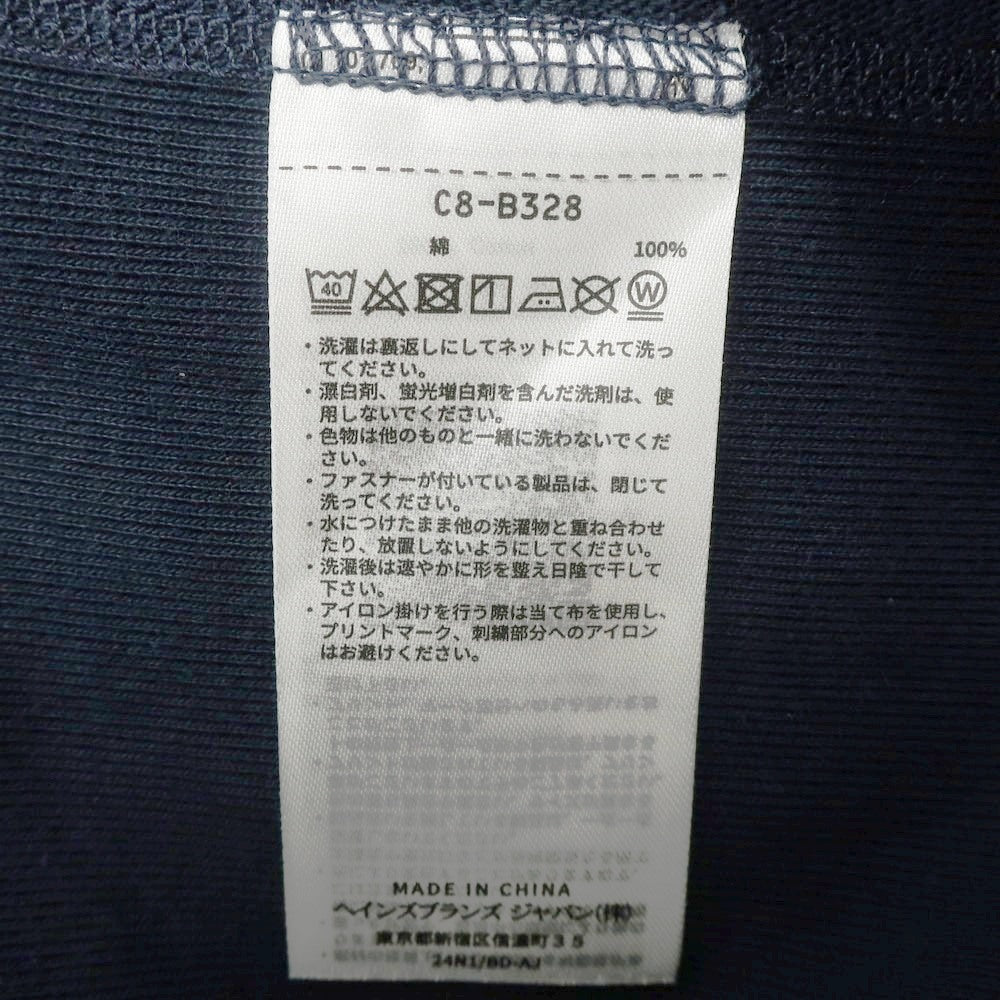 C8-B328
綿 100%
40 W
・洗濯は裏返しにしてネットに入れて洗っ
てください。
・漂白剤、蛍光増白剤を含んだ洗剤は、使
用しないでください。
・色物は他のものと一緒に洗わないでくだ
さい。
・ファスナーが付いている製品は、閉じて
洗ってください。
・水につけたまま他の洗濯物と重ね合わせ
たり、放置しないようにしてください。
・洗濯後は速やかに形を整え日陰で干して
下さい。
・アイロン掛けを行う際は当て布を使用し、
プリントマーク、刺繍部分へのアイロン
はお避けください。
MADE IN CHINA
ヘインズブランズ ジャパン(株)
東京都新宿区信濃町35
24N1/BD-AJ